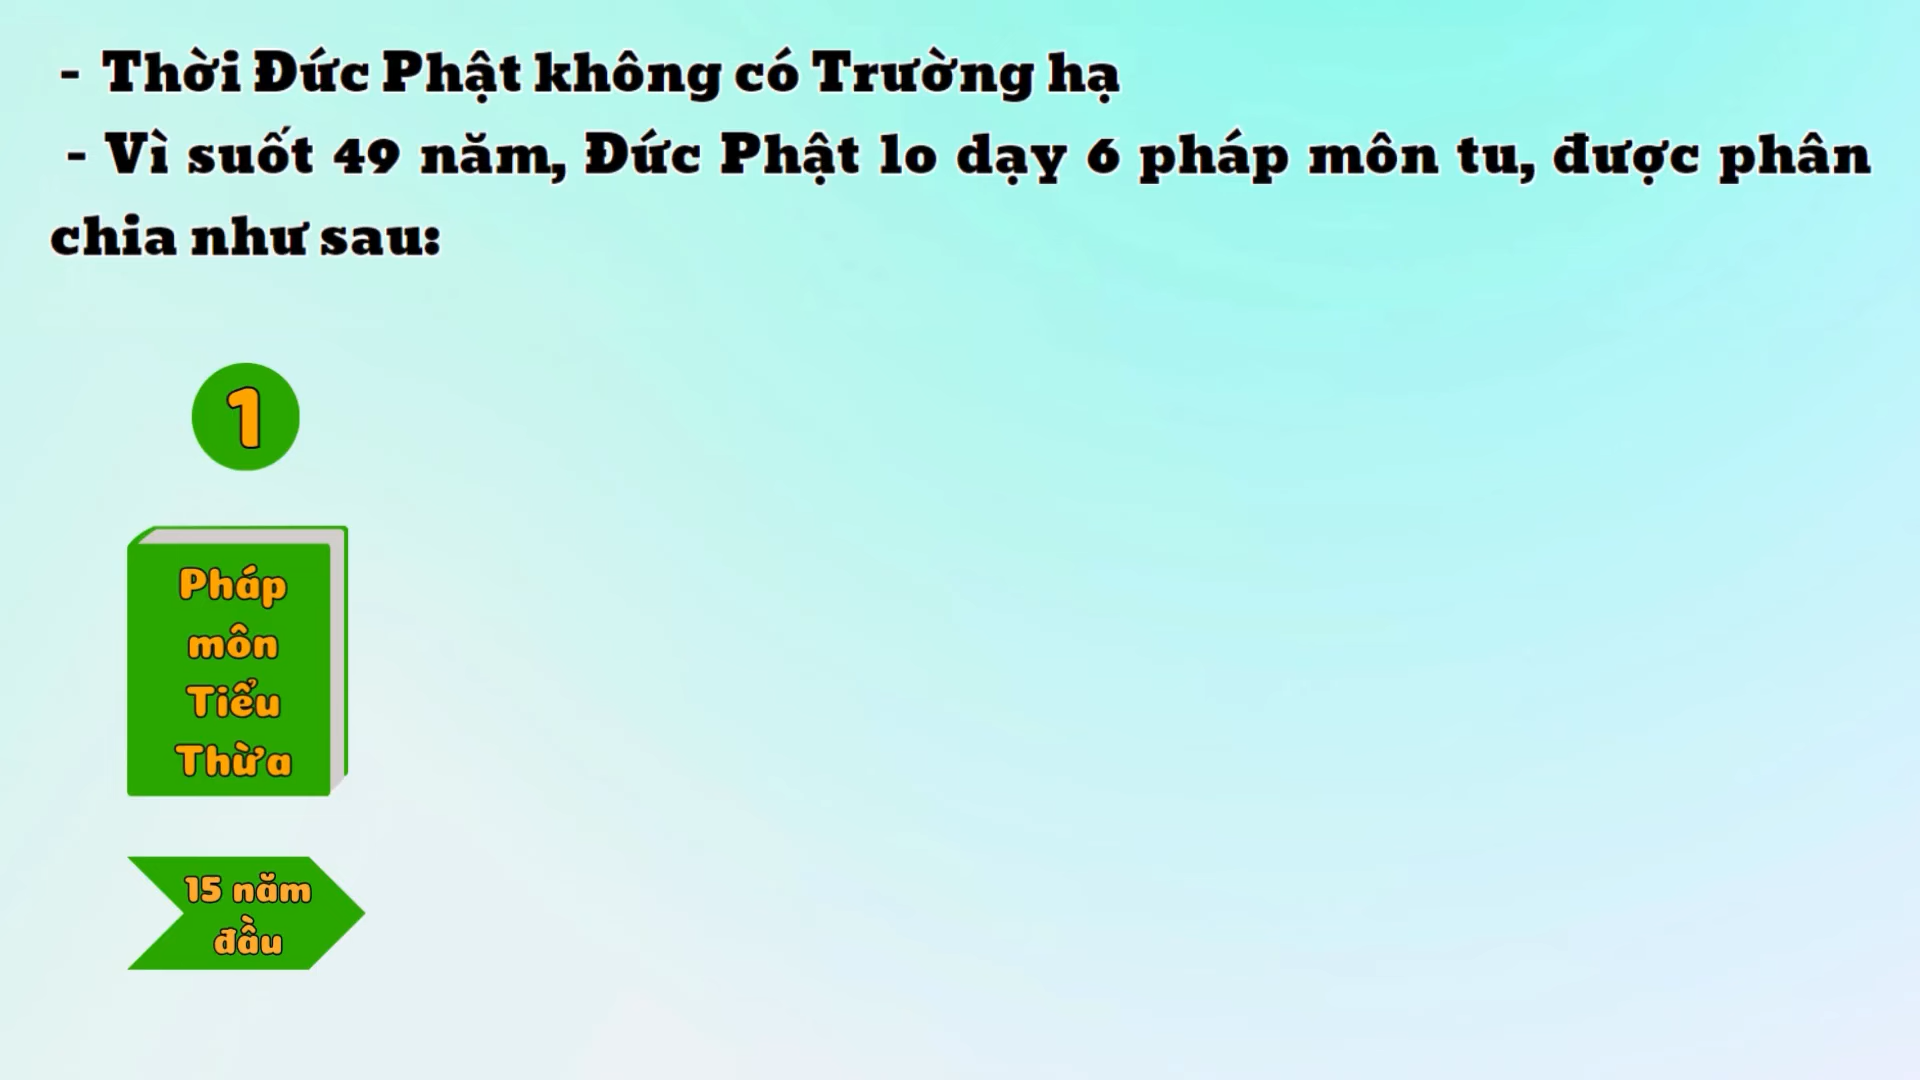 - Thời Đức Phật không có Trường hạ
- Vì suốt 49 năm, Đức Phật lo dạy 6 pháp môn tu, được phân
chia như sau:
1
Pháp
môn
Tiểu
Thừa
15 năm
đầu